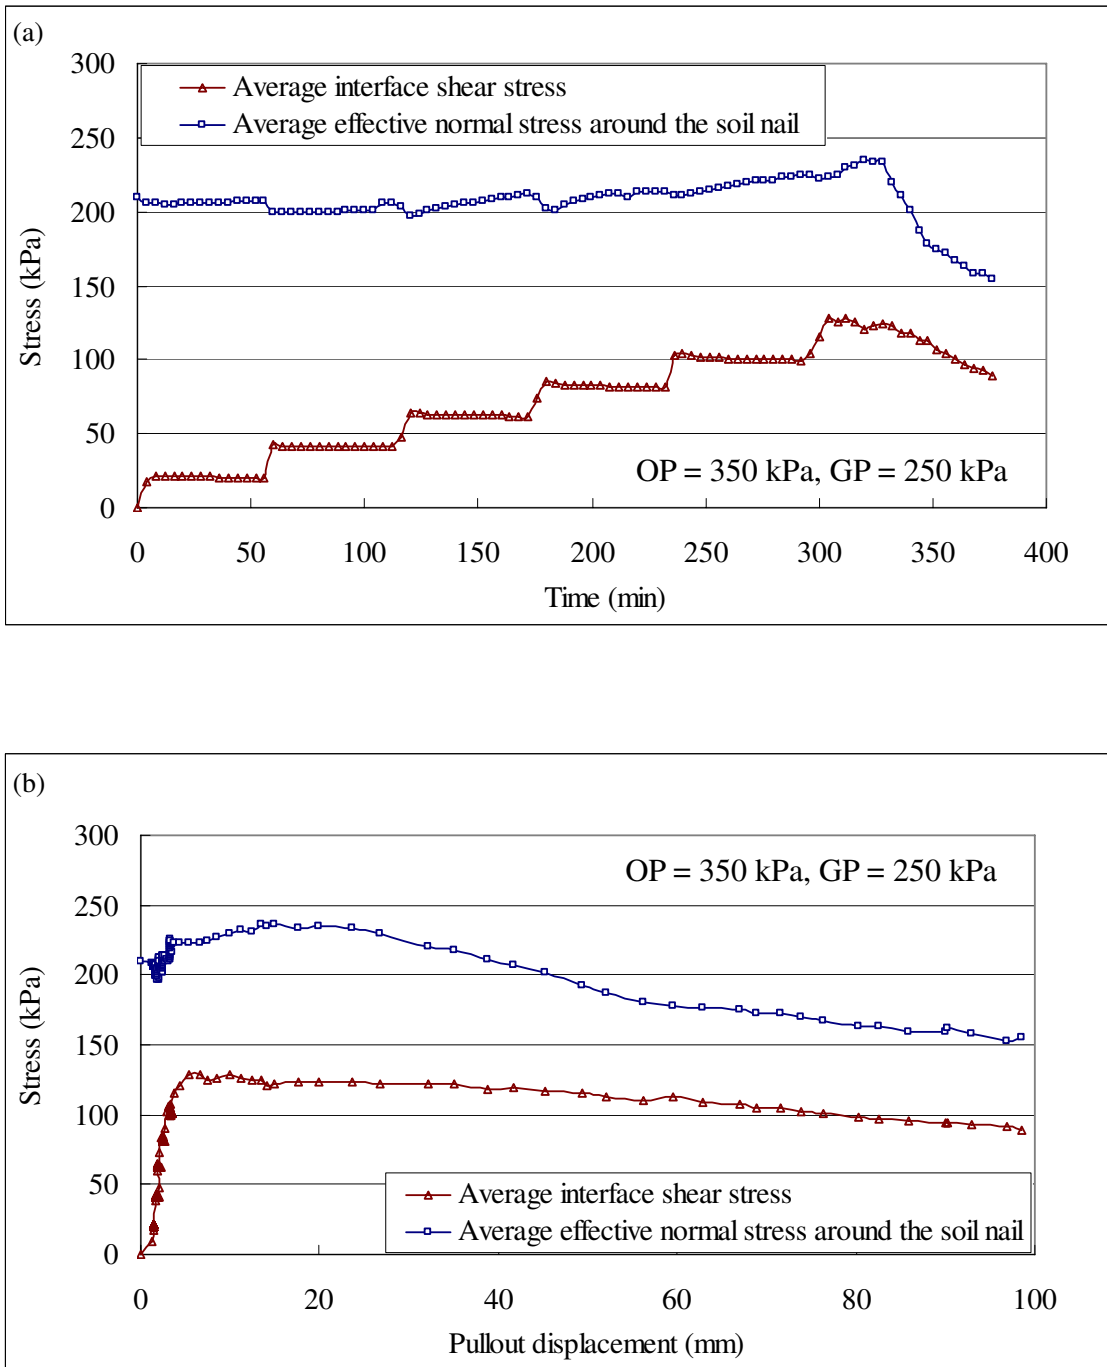 (a)
300
250
200
150
100
50
0
Stress (kPa)
Average interface shear stress
Average effective normal stress around the soil nail
OP = 350 kPa, GP = 250 kPa
0 50 100 150 200 250 300 350 400
Time (min)
(b)
300
250
200
150
100
50
0
Stress (kPa)
OP = 350 kPa, GP = 250 kPa
Average interface shear stress
Average effective normal stress around the soil nail
0 20 40 60 80 100
Pullout displacement (mm)